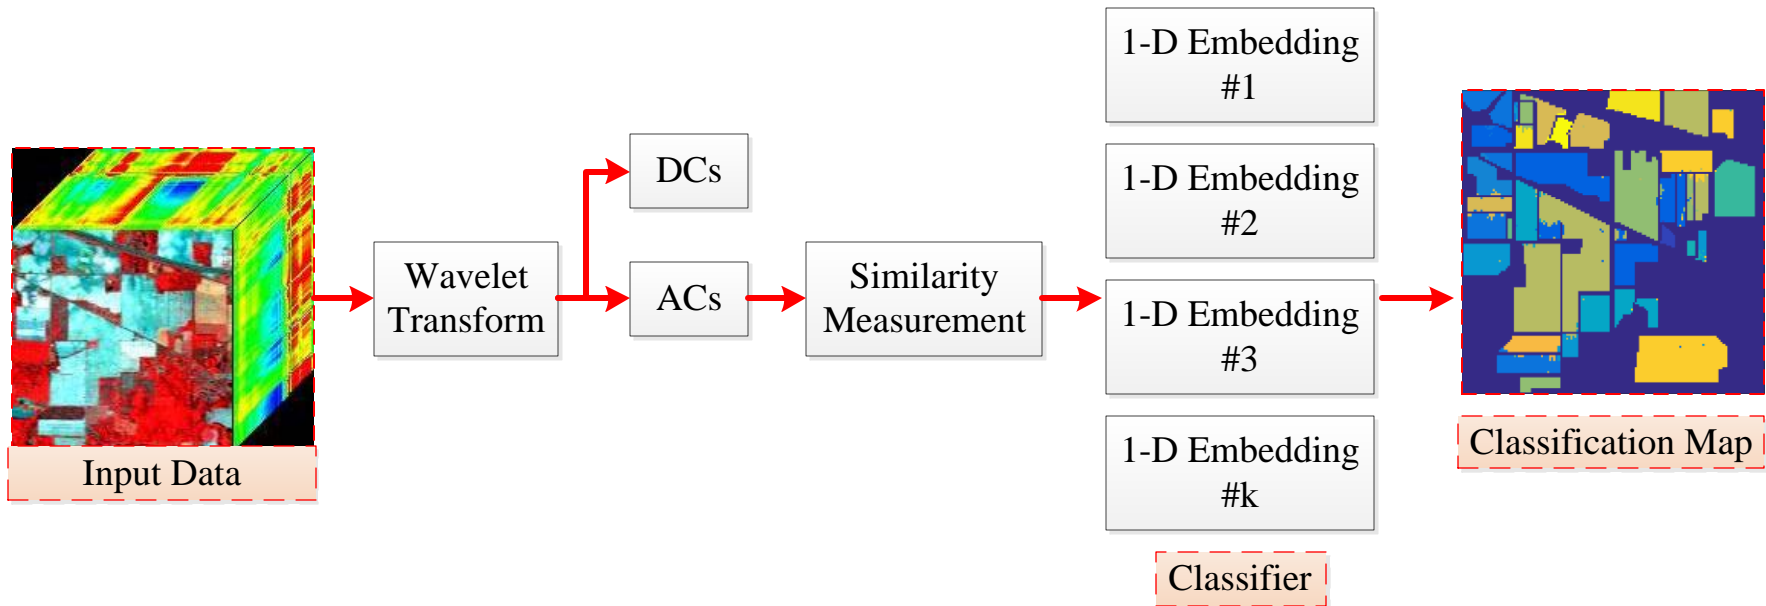 Input Data
Wavelet
Transform
DCs
ACs
Similarity
Measurement
1-D Embedding
#1
1-D Embedding
#2
1-D Embedding
#3
1-D Embedding
#k
Classifier
Classification Map